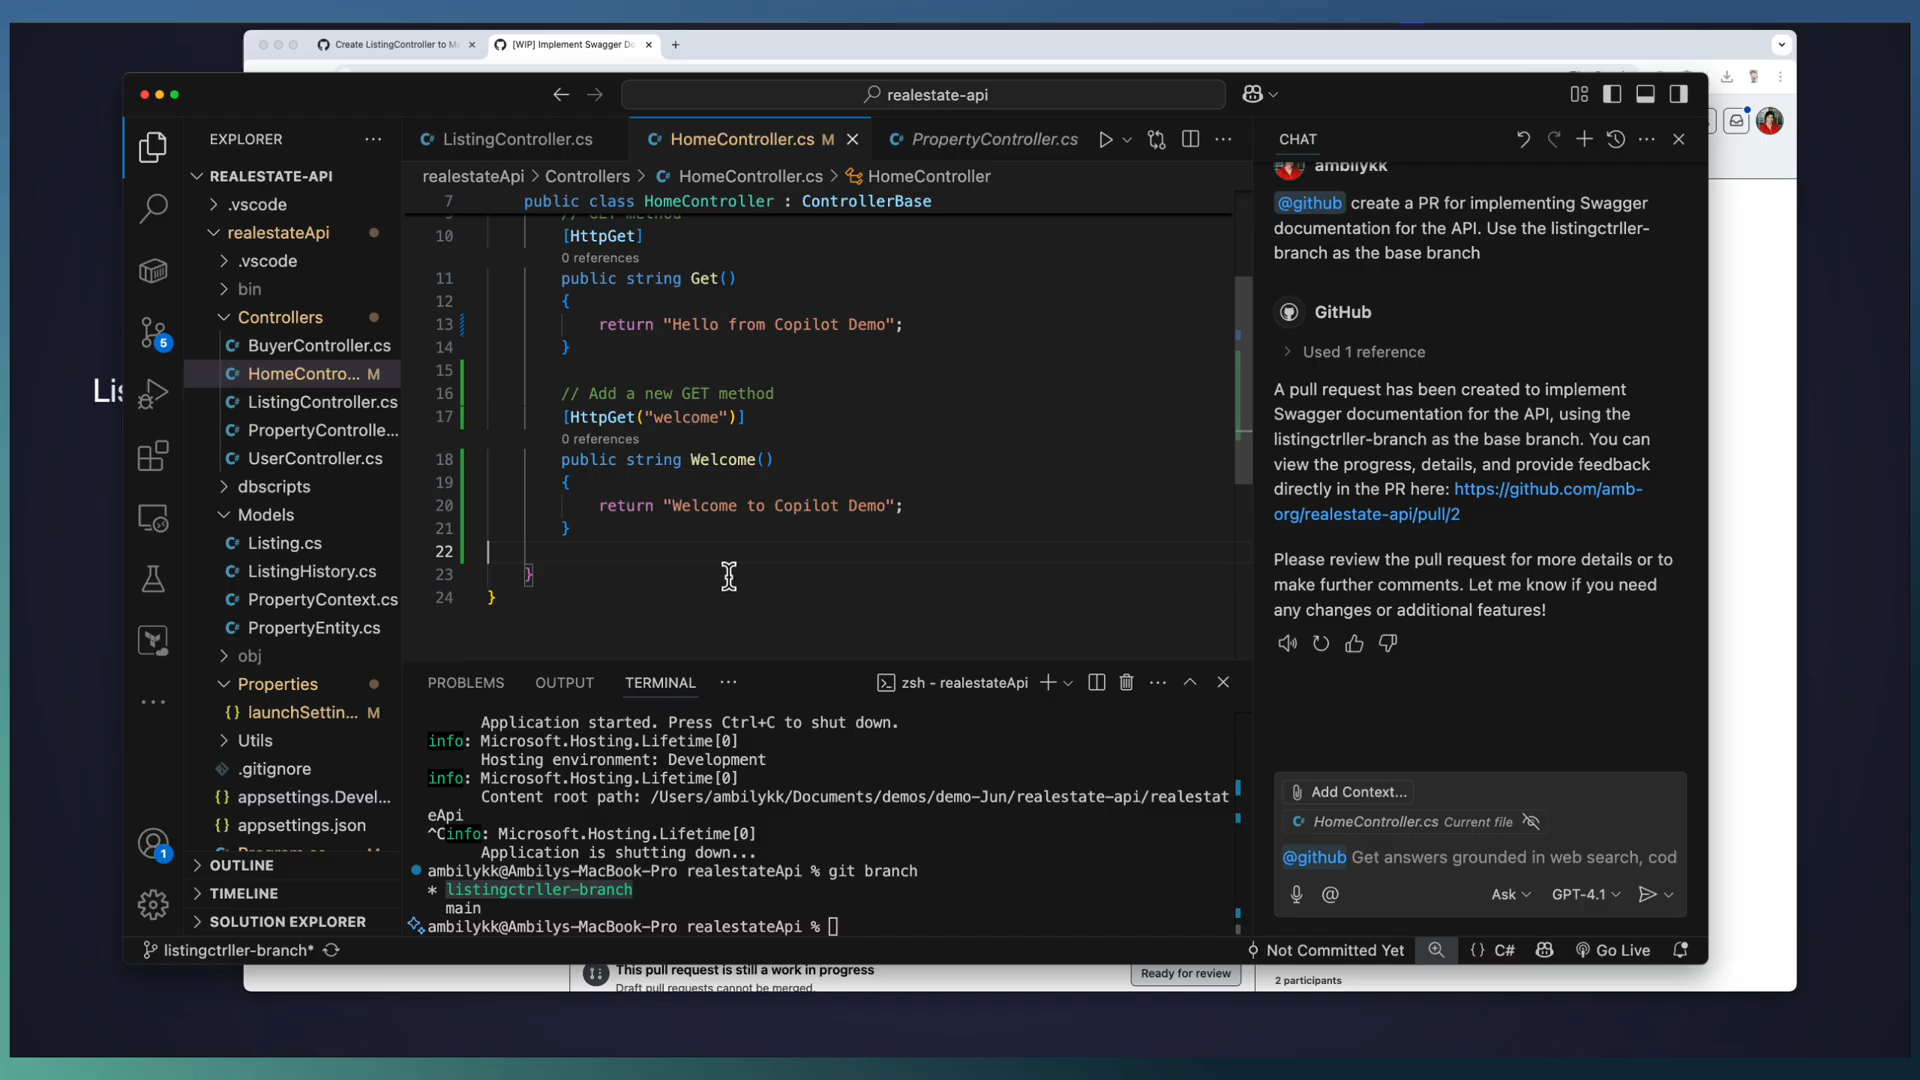 Create ListingController to M
[WIP] Implement Swagger Do
realestate-api
EXPLORER
REALESTATE-API
.vscode
realestateApi
.vscode
bin
Controllers
BuyerController.cs
HomeContro... M
ListingController.cs
PropertyControlle...
UserController.cs
dbscripts
Models
Listing.cs
ListingHistory.cs
PropertyContext.cs
PropertyEntity.cs
obj
Properties
{} launchSettin... M
Utils
.gitignore
{} appsettings.Devel...
{} appsettings.json
Program.cs
OUTLINE
TIMELINE
SOLUTION EXPLORER
5
1
ListingController.cs
HomeController.cs M
PropertyController.cs
realestateApi > Controllers > HomeController.cs > HomeController
7 public class HomeController : ControllerBase
9 // GET method
10 [HttpGet]
0 references
11 public string Get()
12 {
13 return "Hello from Copilot Demo";
14 }
15
16 // Add a new GET method
17 [HttpGet("welcome")]
0 references
18 public string Welcome()
19 {
20 return "Welcome to Copilot Demo";
21 }
22
23 }
24 }
PROBLEMS OUTPUT TERMINAL
zsh - realestateApi
Application started. Press Ctrl+C to shut down.
info: Microsoft.Hosting.Lifetime[0]
Hosting environment: Development
info: Microsoft.Hosting.Lifetime[0]
Content root path: /Users/ambilykk/Documents/demos/demo-Jun/realestate-api/realestat
eApi
^Cinfo: Microsoft.Hosting.Lifetime[0]
Application is shutting down...
ambilykk@Ambilys-MacBook-Pro realestateApi % git branch
* listingctrller-branch
main
ambilykk@Ambilys-MacBook-Pro realestateApi %
CHAT
ambilykk
@github create a PR for implementing Swagger
documentation for the API. Use the listingctrller-
branch as the base branch
GitHub
Used 1 reference
A pull request has been created to implement
Swagger documentation for the API, using the
listingctrller-branch as the base branch. You can
view the progress, details, and provide feedback
directly in the PR here: https://github.com/amb-
org/realestate-api/pull/2
Please review the pull request for more details or to
make further comments. Let me know if you need
any changes or additional features!
Add Context...
HomeController.cs Current file
@github Get answers grounded in web search, cod
Ask GPT-4.1
listingctrller-branch*
Not Committed Yet
{} C#
Go Live
This pull request is still a work in progress
Draft pull requests cannot be merged.
Ready for review
2 participants